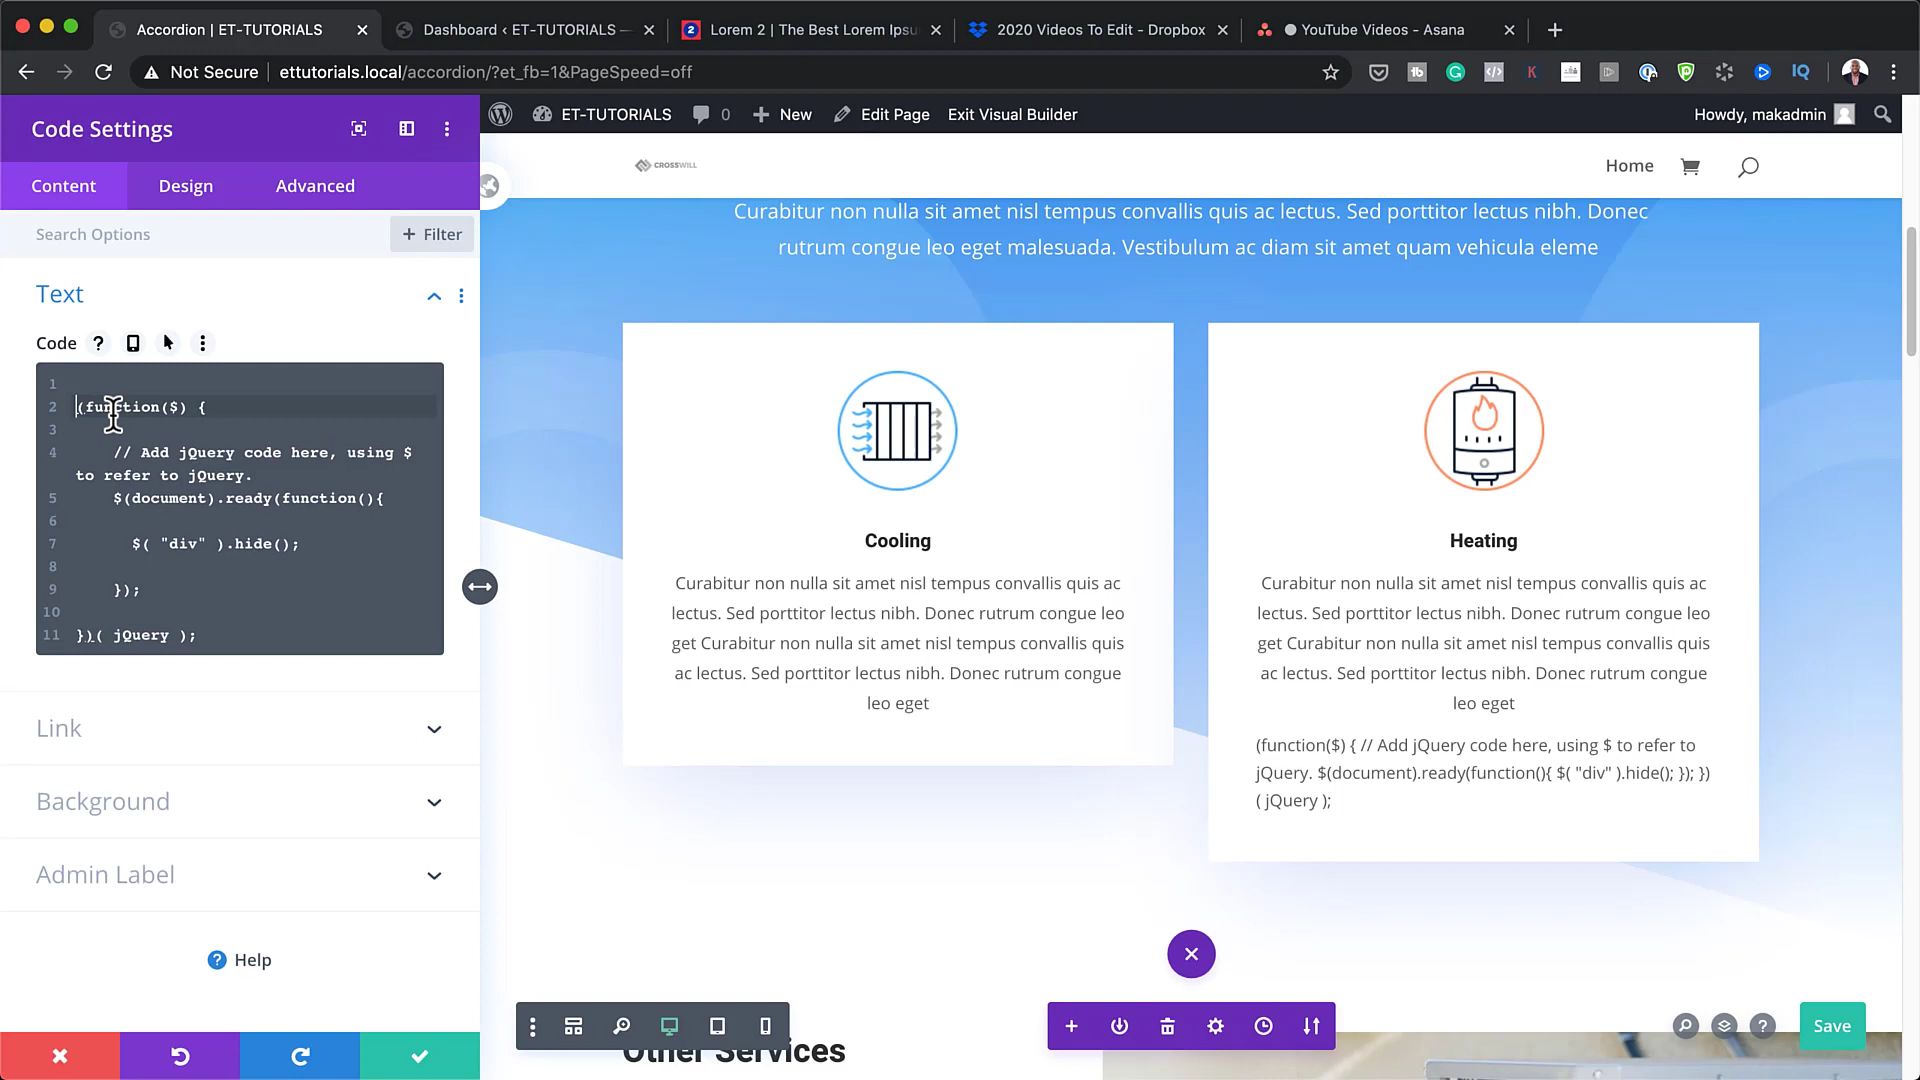 Accordion | ET-TUTORIALS
Dashboard ‹ ET-TUTORIALS —
Lorem 2 | The Best Lorem Ipsu
2020 Videos To Edit - Dropbox
YouTube Videos - Asana
Not Secure
ettutorials.local/accordion/?et_fb=1&PageSpeed=off
IQ
Code Settings
ET-TUTORIALS
0
New
Edit Page
Exit Visual Builder
Howdy, makadmin
Content
Design
Advanced
CROSSWILL
Home
Search Options
+ Filter
Text
Code
1
2 (function($) {
3
4 // Add jQuery code here, using $
to refer to jQuery.
5 $(document).ready(function(){
6
7 $( "div" ).hide();
8
9 });
10
11 })( jQuery );
Link
Background
Admin Label
Help
Curabitur non nulla sit amet nisl tempus convallis quis ac lectus. Sed porttitor lectus nibh. Donec
rutrum congue leo eget malesuada. Vestibulum ac diam sit amet quam vehicula eleme
Cooling
Curabitur non nulla sit amet nisl tempus convallis quis ac
lectus. Sed porttitor lectus nibh. Donec rutrum congue leo
get Curabitur non nulla sit amet nisl tempus convallis quis
ac lectus. Sed porttitor lectus nibh. Donec rutrum congue
leo eget
Heating
Curabitur non nulla sit amet nisl tempus convallis quis ac
lectus. Sed porttitor lectus nibh. Donec rutrum congue leo
get Curabitur non nulla sit amet nisl tempus convallis quis
ac lectus. Sed porttitor lectus nibh. Donec rutrum congue
leo eget
(function($) { // Add jQuery code here, using $ to refer to
jQuery. $(document).ready(function(){ $( "div" ).hide(); }); })
( jQuery );
Other Services
Save